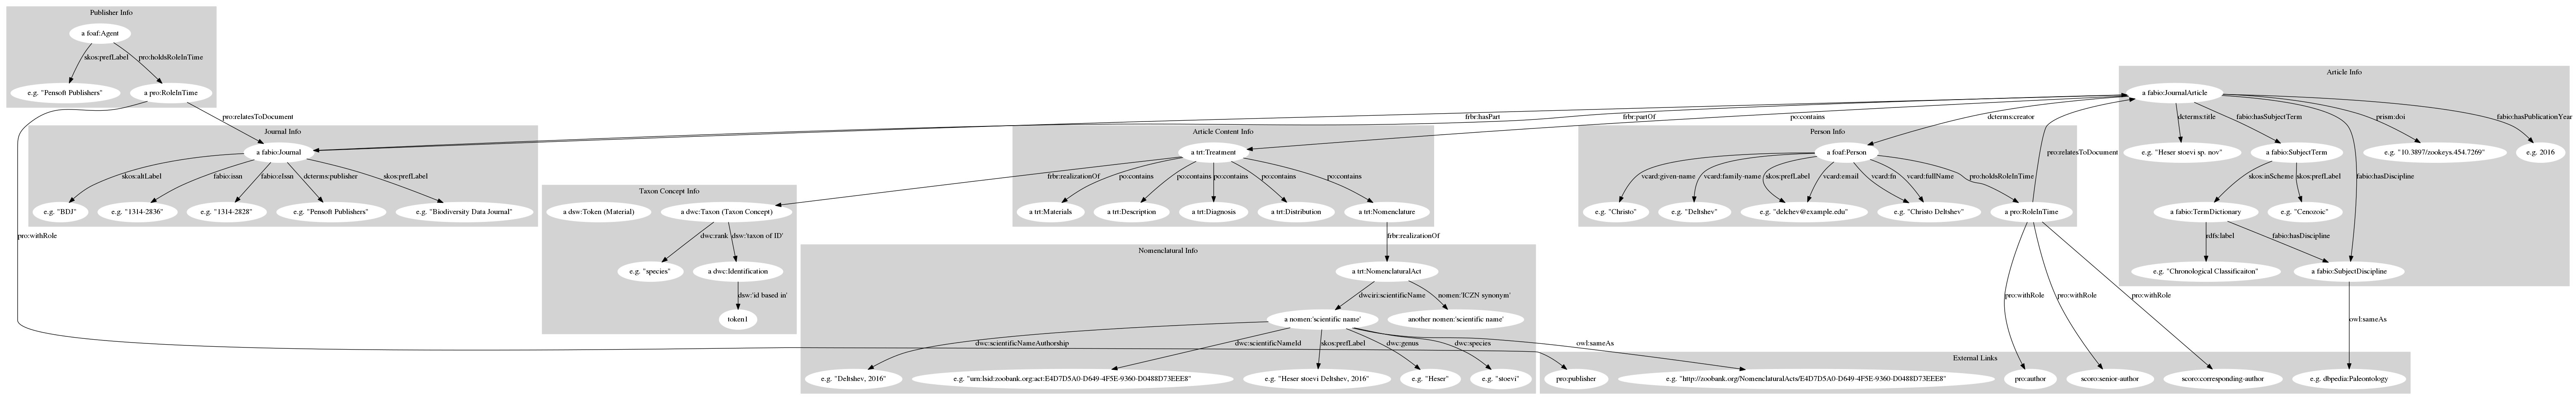 Publisher Info
a foaf:Agent
skos:prefLabel
pro:holdsRoleInTime
e.g. "Pensoft Publishers"
a pro:RoleInTime
pro:relatesToDocument
pro:withRole
Journal Info
a fabio:Journal
skos:altLabel
fabio:issn
fabio:eIssn
dcterms:publisher
skos:prefLabel
e.g. "BDJ"
e.g. "1314-2836"
e.g. "1314-2828"
e.g. "Pensoft Publishers"
e.g. "Biodiversity Data Journal"
frbr:hasPart
frbr:partOf
po:contains
dcterms:creator
Taxon Concept Info
a dsw:Token (Material)
a dwc:Taxon (Taxon Concept)
dwc:rank
dsw:'taxon of ID'
e.g. "species"
a dwc:Identification
dsw:'id based in'
token1
Article Content Info
a trt:Treatment
frbr:realizationOf
po:contains
po:contains
po:contains
po:contains
po:contains
a trt:Materials
a trt:Description
a trt:Diagnosis
a trt:Distribution
a trt:Nomenclature
frbr:realizationOf
Nomenclatural Info
a trt:NomenclaturalAct
dwciri:scientificName
nomen:'ICZN synonym'
a nomen:'scientific name'
another nomen:'scientific name'
dwc:scientificNameAuthorship
dwc:scientificNameId
skos:prefLabel
dwc:genus
dwc:species
owl:sameAs
e.g. "Deltshev, 2016"
e.g. "urn:lsid:zoobank.org:act:E4D7D5A0-D649-4F5E-9360-D0488D73EEE8"
e.g. "Heser stoevi Deltshev, 2016"
e.g. "Heser"
e.g. "stoevi"
Person Info
a foaf:Person
vcard:given-name
vcard:family-name
skos:prefLabel
vcard:email
vcard:fn
vcard:fullName
pro:holdsRoleInTime
e.g. "Christo"
e.g. "Deltshev"
e.g. "delchev@example.edu"
e.g. "Christo Deltshev"
a pro:RoleInTime
pro:relatesToDocument
pro:withRole
pro:withRole
pro:withRole
Article Info
a fabio:JournalArticle
dcterms:title
fabio:hasSubjectTerm
prism:doi
fabio:hasPublicationYear
e.g. "Heser stoevi sp. nov"
a fabio:SubjectTerm
e.g. "10.3897/zookeys.454.7269"
e.g. 2016
skos:inScheme
skos:prefLabel
fabio:hasDiscipline
a fabio:TermDictionary
e.g. "Cenozoic"
rdfs:label
fabio:hasDiscipline
e.g. "Chronological Classificaiton"
a fabio:SubjectDiscipline
owl:sameAs
External Links
pro:publisher
e.g. "http://zoobank.org/NomenclaturalActs/E4D7D5A0-D649-4F5E-9360-D0488D73EEE8"
pro:author
scoro:senior-author
scoro:corresponding-author
e.g. dbpedia:Paleontology